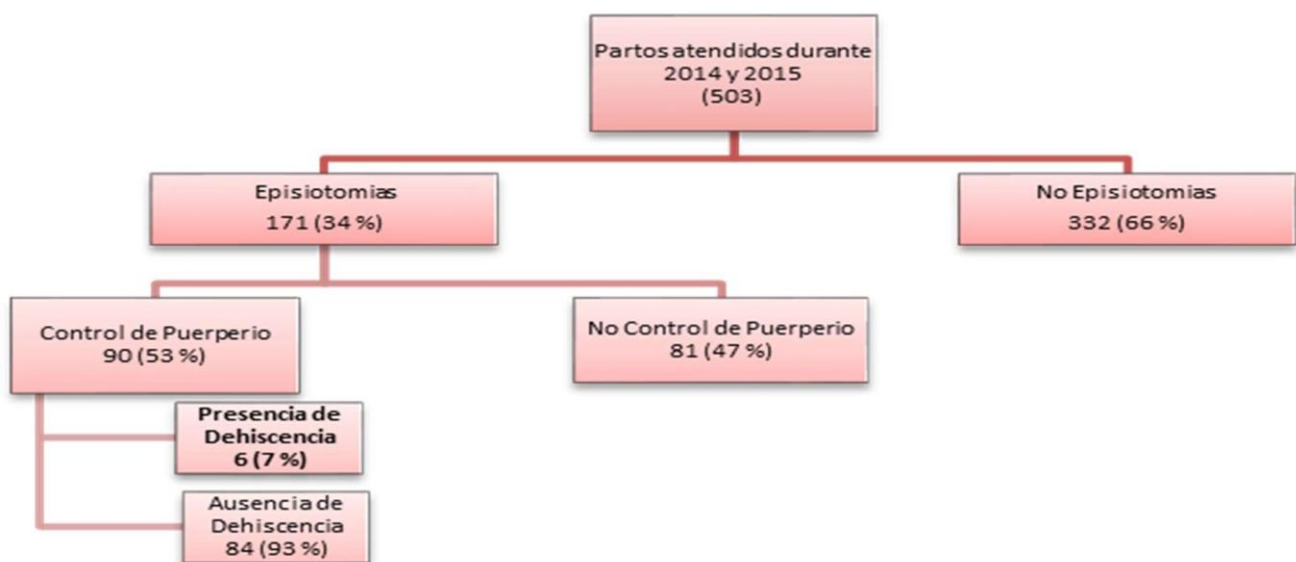 Partos atendidos durante
2014 y 2015
(503)
Episiotomias
171 (34 %)
No Episiotomias
332 (66 %)
Control de Puerperio
90 (53 %)
No Control de Puerperio
81 (47 %)
Presencia de
Dehiscencia
6 (7 %)
Ausencia de
Dehiscencia
84 (93 %)